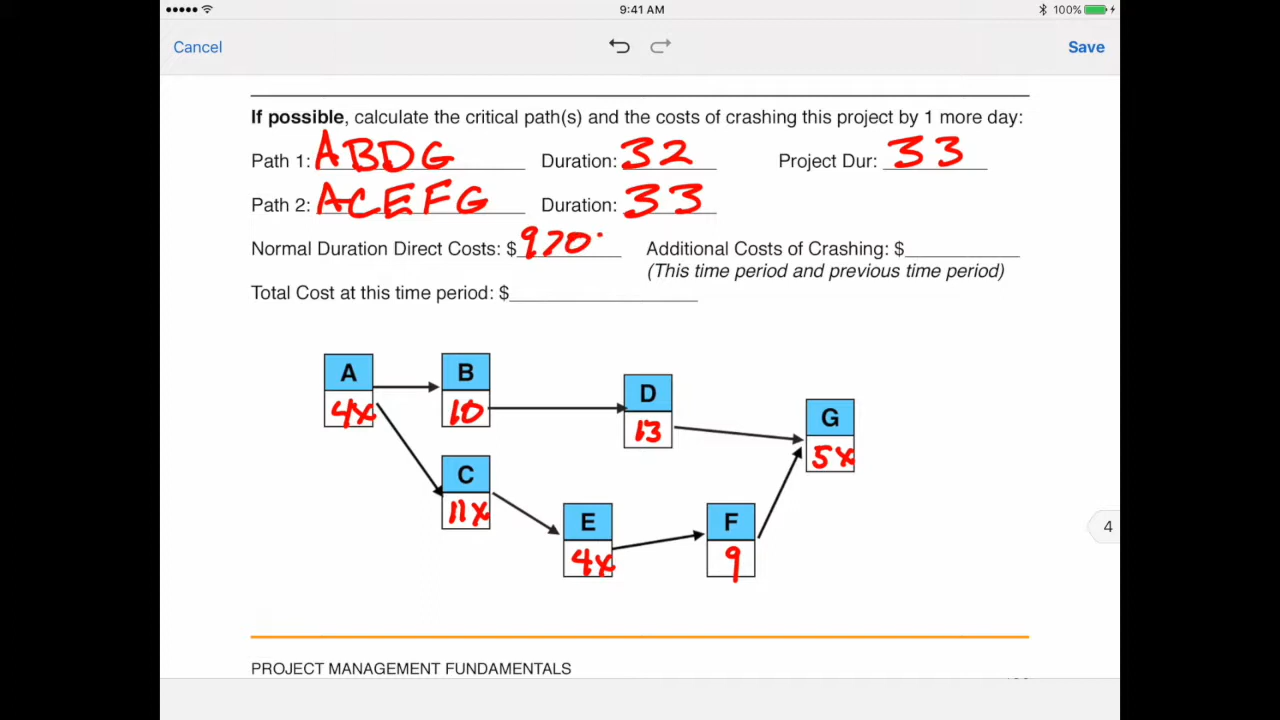 9:41 AM
100%
Cancel
Save
If possible, calculate the critical path(s) and the costs of crashing this project by 1 more day:
Path 1: ABDG Duration: 32 Project Dur: 33
Path 2: ACEFG Duration: 33
Normal Duration Direct Costs: $970 Additional Costs of Crashing: $
(This time period and previous time period)
Total Cost at this time period: $
A
4x
B
10
D
13
G
5x
C
11x
E
4x
F
9
4
PROJECT MANAGEMENT FUNDAMENTALS